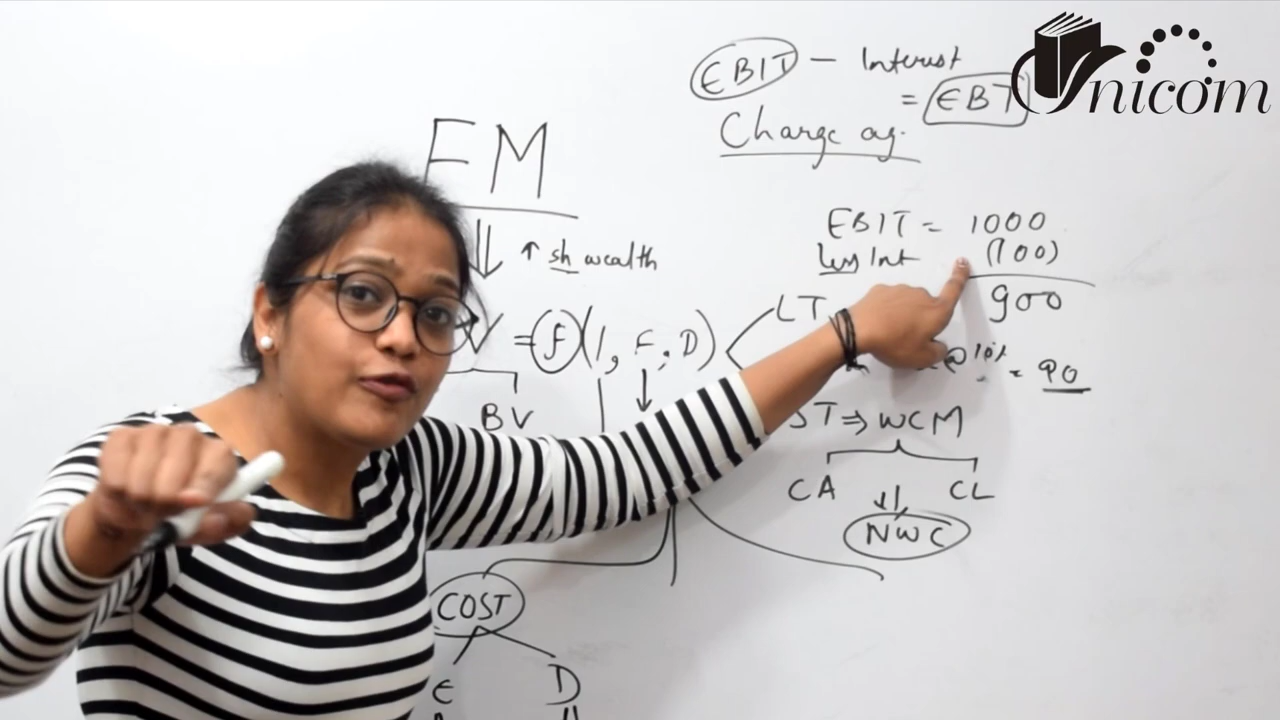 Unicom
EBIT - Interest
= EBT
Charge ag.
FM
↑ sh wealth
V = f(I, F, D)
BV
EBIT = 1000
Less Int (100)
900
@ 10% = 90
LT
ST ⇒ WCM
CA CL
NWC
COST
E D